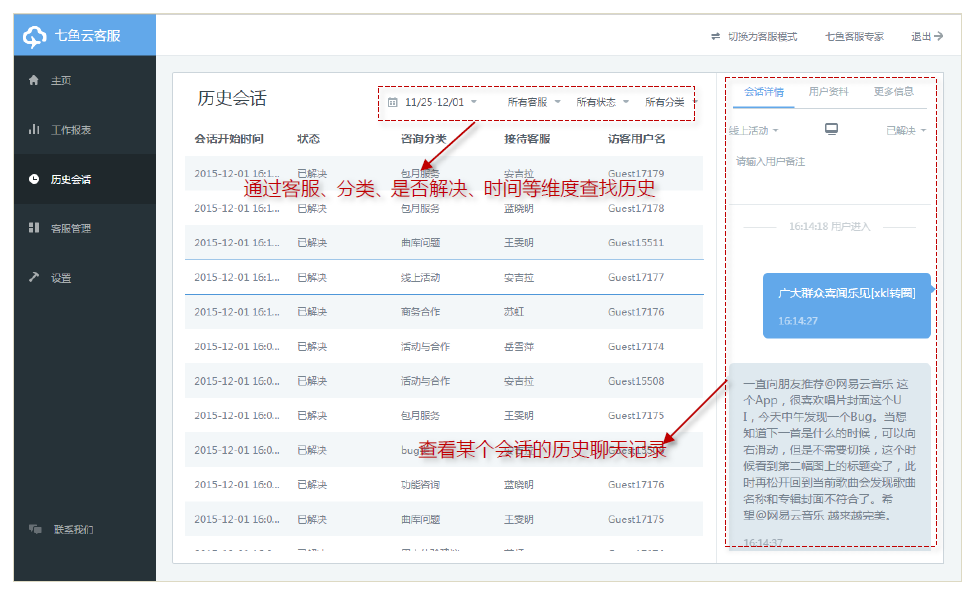 七鱼云客服
切换为客服模式 七鱼客服专家 退出
主页
工作报表
历史会话
客服管理
设置
联系我们
历史会话
11/25-12/01 所有客服 所有状态 所有分类
会话开始时间 状态 咨询分类 接待客服 访客用户名
2015-12-01 16:1... 已解决 包月服务 安吉拉 Guest17179
通过客服、分类、是否解决、时间等维度查找历史
2015-12-01 16:1... 已解决 包月服务 蓝晓明 Guest17178
2015-12-01 16:1... 已解决 曲库问题 王雯明 Guest15511
2015-12-01 16:1... 已解决 线上活动 安吉拉 Guest17177
2015-12-01 16:1... 已解决 商务合作 苏虹 Guest17176
2015-12-01 16:0... 已解决 活动与合作 岳雪萍 Guest17174
2015-12-01 16:0... 已解决 活动与合作 安吉拉 Guest15508
2015-12-01 16:0... 已解决 包月服务 王雯明 Guest17175
2015-12-01 16:0... 已解决
查看某个会话的历史聊天记录
2015-12-01 16:0... 已解决 功能咨询 蓝晓明 Guest17176
2015-12-01 16:0... 已解决 曲库问题 王雯明 Guest17175
会话详情 用户资料 更多信息
线上活动 已解决
请输入用户备注
16:14:18 用户进入
广大群众喜闻乐见[xkl转圈]
16:14:27
一直向朋友推荐@网易云音乐 这
个App，很喜欢唱片封面这个U
I，今天中午发现一个Bug。当想
知道下一首是什么的时候，可以向
右滑动，但是不需要切换，这个时
候看到第二幅图上的标题变了，此
时再松开回到当前歌曲会发现歌曲
名称和专辑封面不符合了。希
望@网易云音乐 越来越完美。
16:14:37